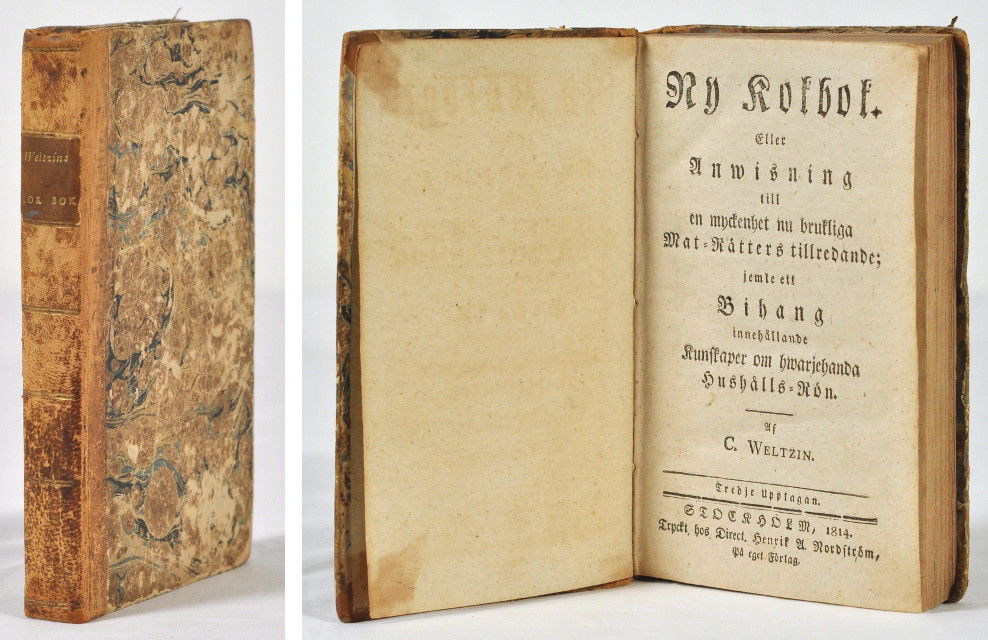 Weltzins
KOK BOK
Ny Kokbok.
Eller
Anwisning
till
en myckenhet nu brukliga
Mat-Rätters tillredande;
jemte ett
Bihang
innehållande
Kunskaper om hwarjehanda
Hushålls-Rön.
Af
C. WELTZIN.
Tredje Upplagan.
STOCKHOLM, 1814.
Tryckt hos Direct. Henrik A. Nordström,
På eget Förlag.